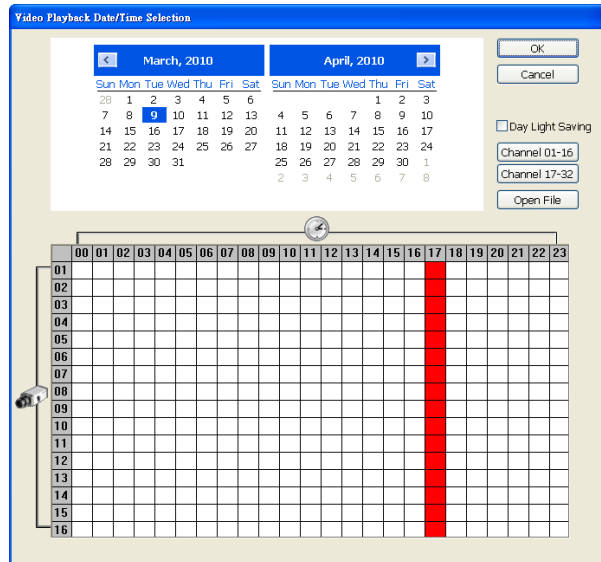 Video Playback Date/Time Selection
March, 2010
Sun Mon Tue Wed Thu Fri Sat
28 1 2 3 4 5 6
7 8 9 10 11 12 13
14 15 16 17 18 19 20
21 22 23 24 25 26 27
28 29 30 31
April, 2010
Sun Mon Tue Wed Thu Fri Sat
1 2 3
4 5 6 7 8 9 10
11 12 13 14 15 16 17
18 19 20 21 22 23 24
25 26 27 28 29 30 1
2 3 4 5 6 7 8
OK
Cancel
Day Light Saving
Channel 01-16
Channel 17-32
Open File
00 01 02 03 04 05 06 07 08 09 10 11 12 13 14 15 16 17 18 19 20 21 22 23
01
02
03
04
05
06
07
08
09
10
11
12
13
14
15
16